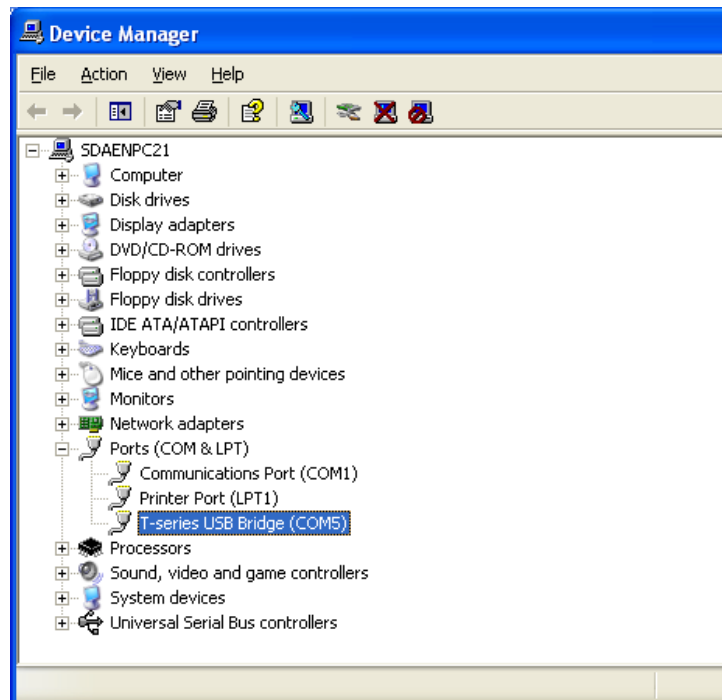 Device Manager
File Action View Help
SDAENPC21
Computer
Disk drives
Display adapters
DVD/CD-ROM drives
Floppy disk controllers
Floppy disk drives
IDE ATA/ATAPI controllers
Keyboards
Mice and other pointing devices
Monitors
Network adapters
Ports (COM & LPT)
Communications Port (COM1)
Printer Port (LPT1)
T-series USB Bridge (COM5)
Processors
Sound, video and game controllers
System devices
Universal Serial Bus controllers